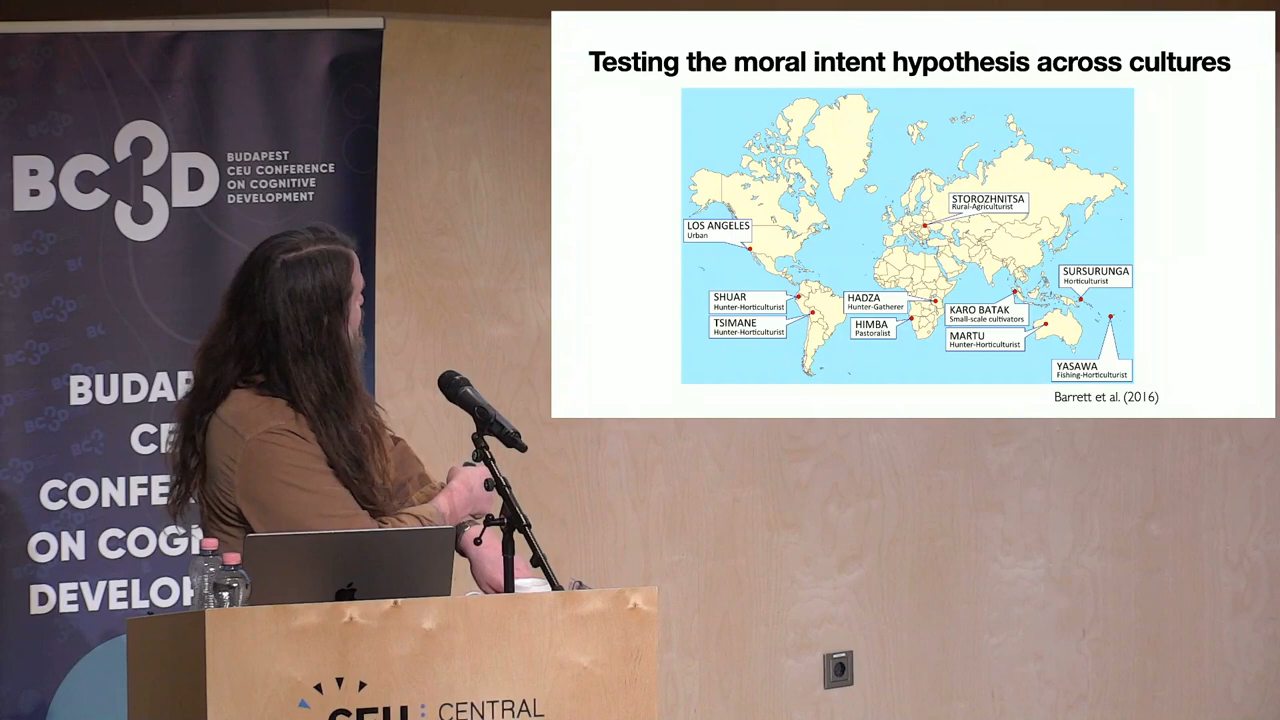 BC3D
BUDAPEST
CEU CONFERENCE
ON COGNITIVE
DEVELOPMENT
BUDAP
CE
CONFE
ON COGN
DEVELOP
CEU
CENTRAL
Testing the moral intent hypothesis across cultures
STOROZHNITSA
Rural-Agriculturist
LOS ANGELES
Urban
SURSURUNGA
Horticulturist
SHUAR
Hunter-Horticulturist
HADZA
Hunter-Gatherer
KARO BATAK
Small-scale cultivators
TSIMANE
Hunter-Horticulturist
HIMBA
Pastoralist
MARTU
Hunter-Horticulturist
YASAWA
Fishing-Horticulturist
Barrett et al. (2016)